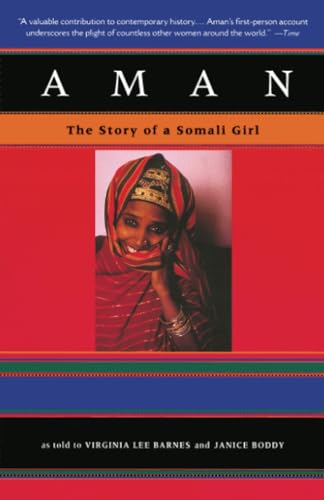 "A valuable contribution to contemporary history.... Aman's first-person account
underscores the plight of countless other women around the world." —Time
AMAN
The Story of a Somali Girl
as told to VIRGINIA LEE BARNES and JANICE BODDY